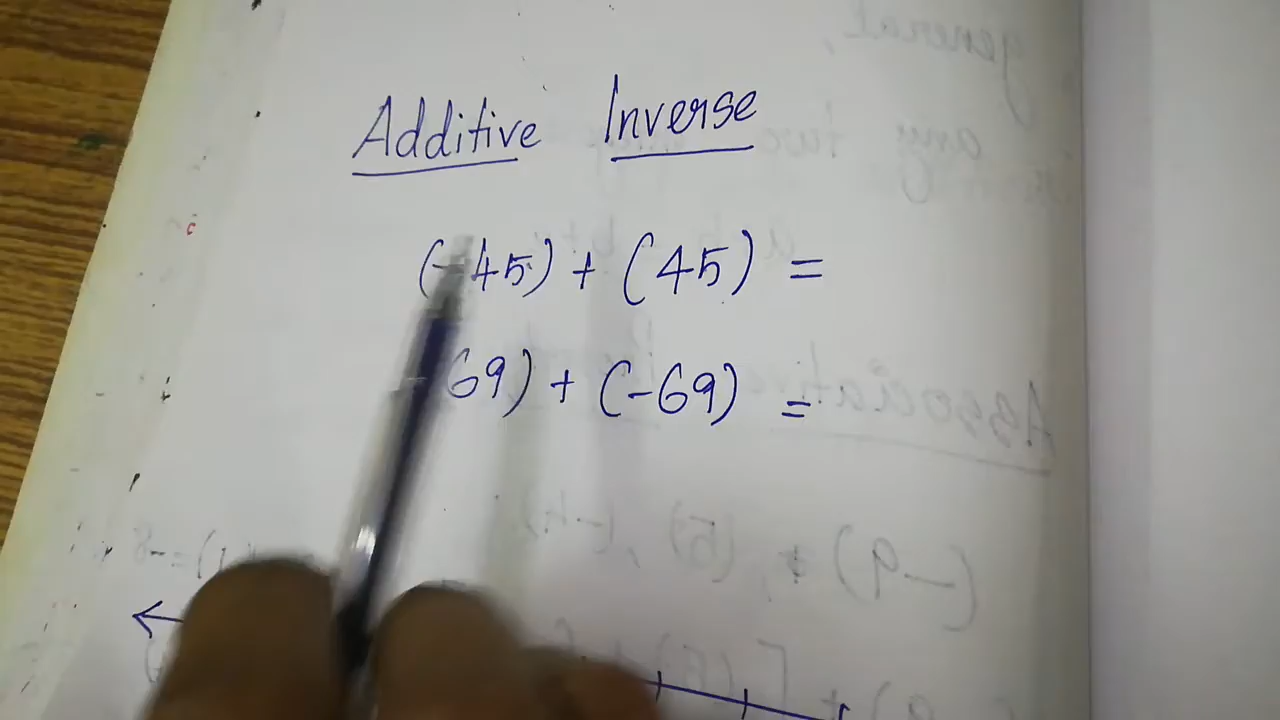 Additive Inverse
(-45) + (45) =
69) + (-69) =